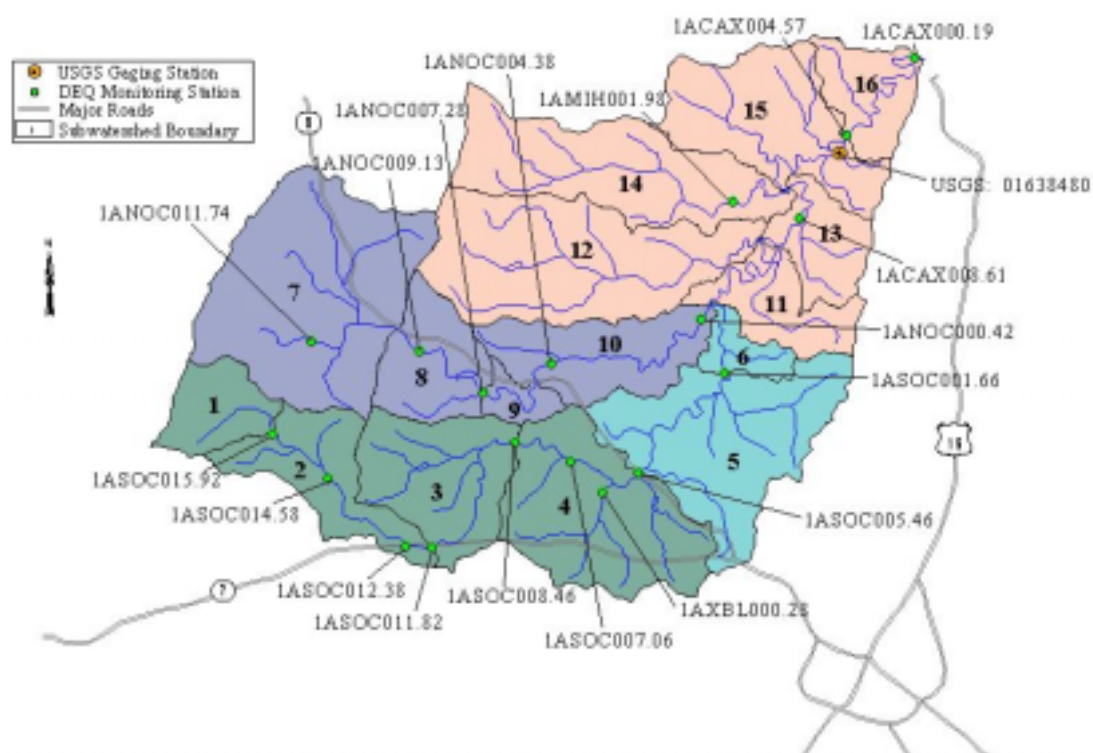 1ACAX004.57
1ACAX000.19
1ANOC004.38
USGS Gaging Station
DEQ Monitoring Station
Major Roads
1 Subwatershed Boundary
1AMIH001.98
16
15
1ANOC007.28
1ANOC009.13
14
USGS: 01638480
1ANOC011.74
12
13
1ACAX008.61
7
11
1ANOC000.42
10
6
8
1ASOC001.66
1
9
15
5
1ASOC015.92
2
3
4
1ASOC014.58
1ASOC005.46
7
1ASOC012.38
1ASOC008.46
1AXBL000.28
1ASOC011.82
1ASOC007.06